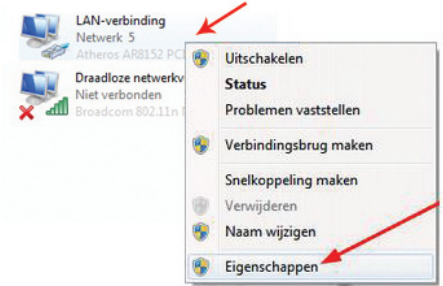 LAN-verbinding
Netwerk 5
Atheros AR8152 PC
Draadloze netwerkv
Niet verbonden
Broadcom 802.11n
Uitschakelen
Status
Problemen vaststellen
Verbindingsbrug maken
Snelkoppeling maken
Verwijderen
Naam wijzigen
Eigenschappen